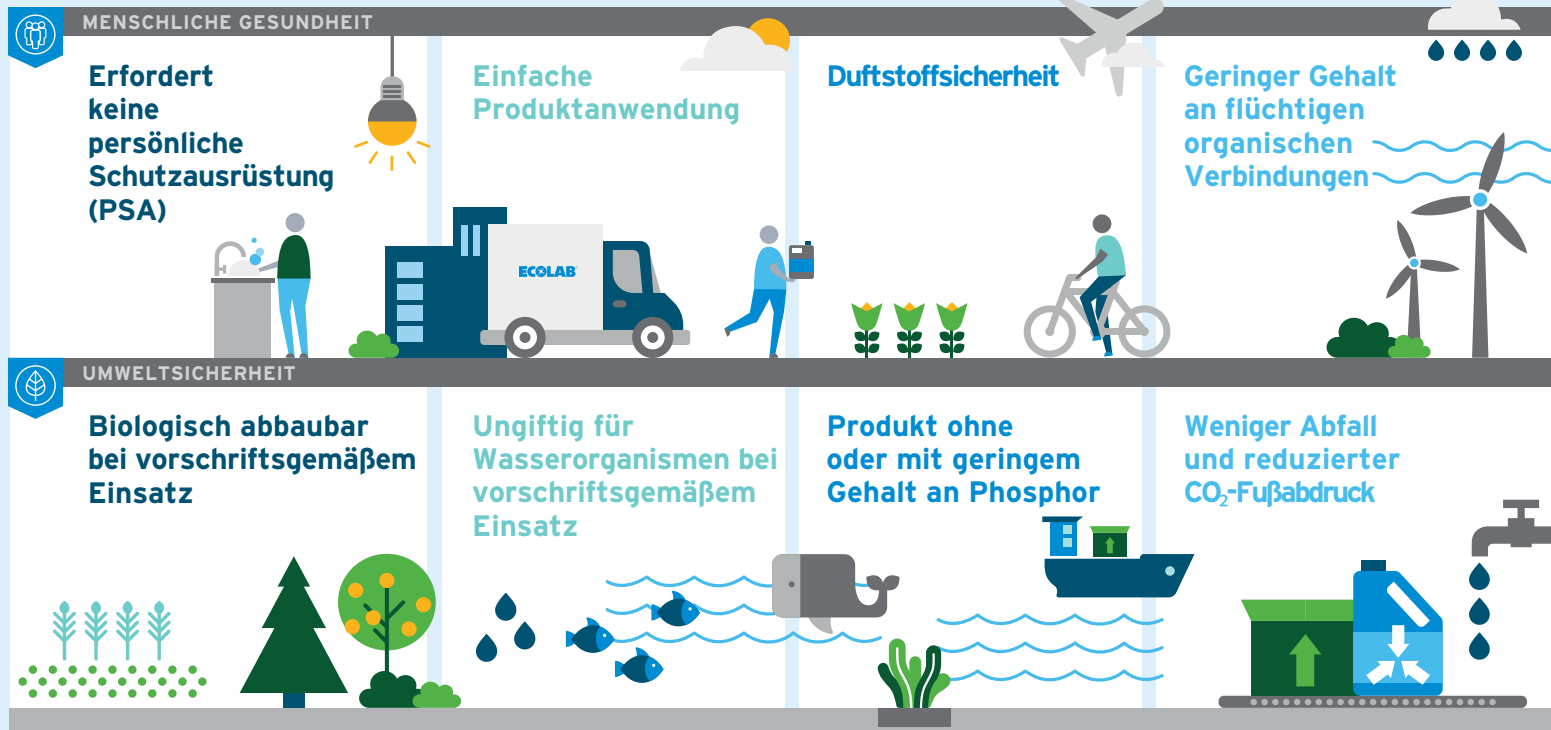 MENSCHLICHE GESUNDHEIT
Erfordert
keine
persönliche
Schutzausrüstung
(PSA)
Einfache
Produktanwendung
Duftstoffsicherheit
Geringer Gehalt
an flüchtigen
organischen
Verbindungen
ECOLAB
UMWELTSICHERHEIT
Biologisch abbaubar
bei vorschriftsgemäßem
Einsatz
Ungiftig für
Wasserorganismen bei
vorschriftsgemäßem
Einsatz
Produkt ohne
oder mit geringem
Gehalt an Phosphor
Weniger Abfall
und reduzierter
CO₂-Fußabdruck